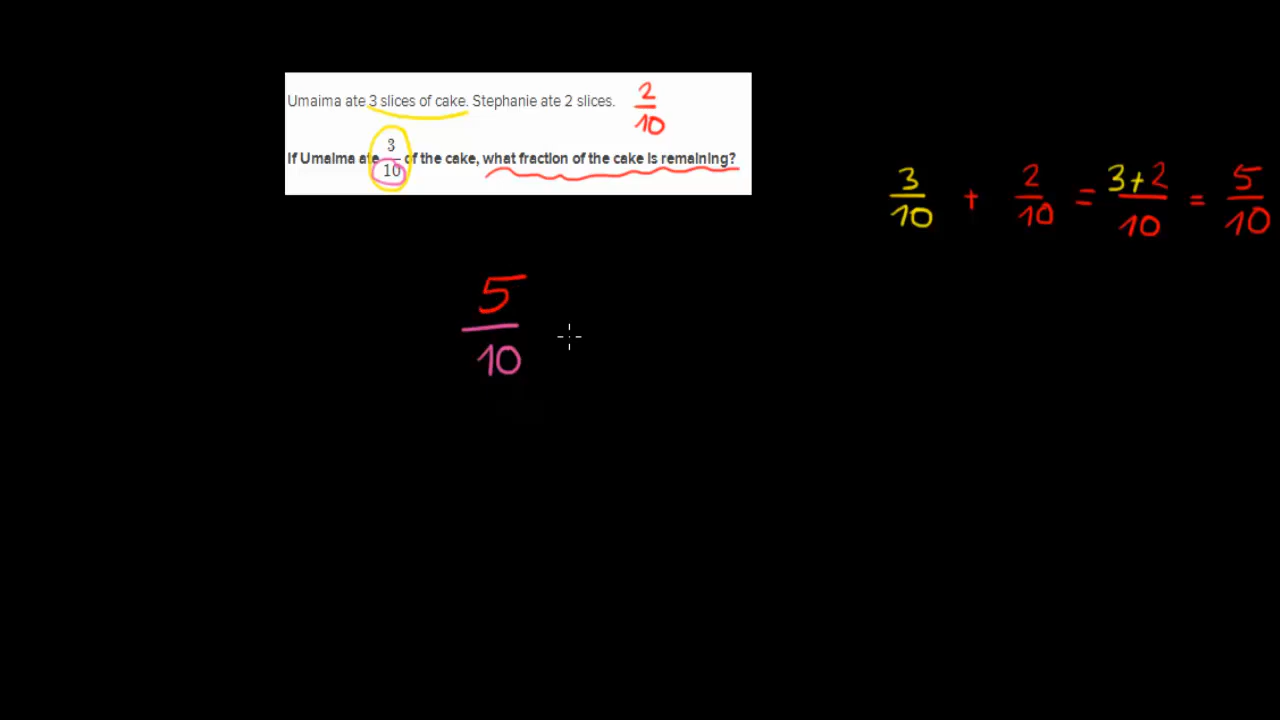 Umaima ate 3 slices of cake. Stephanie ate 2 slices. 2/10
If Umaima ate 3/10 of the cake, what fraction of the cake is remaining?
3/10 + 2/10 = 3+2/10 = 5/10
5/10